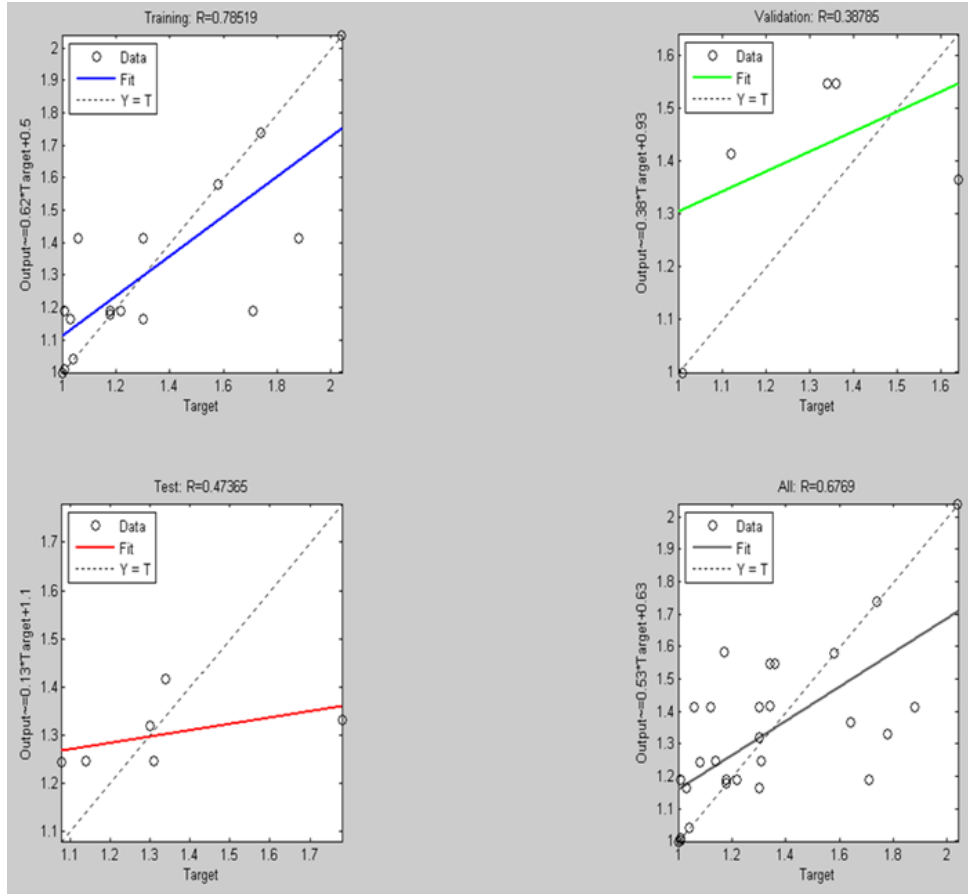 Training: R=0.78519
Data
Fit
Y = T
Output~=0.62*Target+0.5
2
1.9
1.8
1.7
1.6
1.5
1.4
1.3
1.2
1.1
1
1 1.2 1.4 1.6 1.8 2
Target
Validation: R=0.38785
Data
Fit
Y = T
Output~=0.38*Target+0.93
1.6
1.5
1.4
1.3
1.2
1.1
1
1 1.1 1.2 1.3 1.4 1.5 1.6
Target
Test: R=0.47365
Data
Fit
Y = T
Output~=0.13*Target+1.1
1.7
1.6
1.5
1.4
1.3
1.2
1.1
1.1 1.2 1.3 1.4 1.5 1.6 1.7
Target
All: R=0.6769
Data
Fit
Y = T
Output~=0.53*Target+0.63
2
1.9
1.8
1.7
1.6
1.5
1.4
1.3
1.2
1.1
1
1 1.2 1.4 1.6 1.8 2
Target